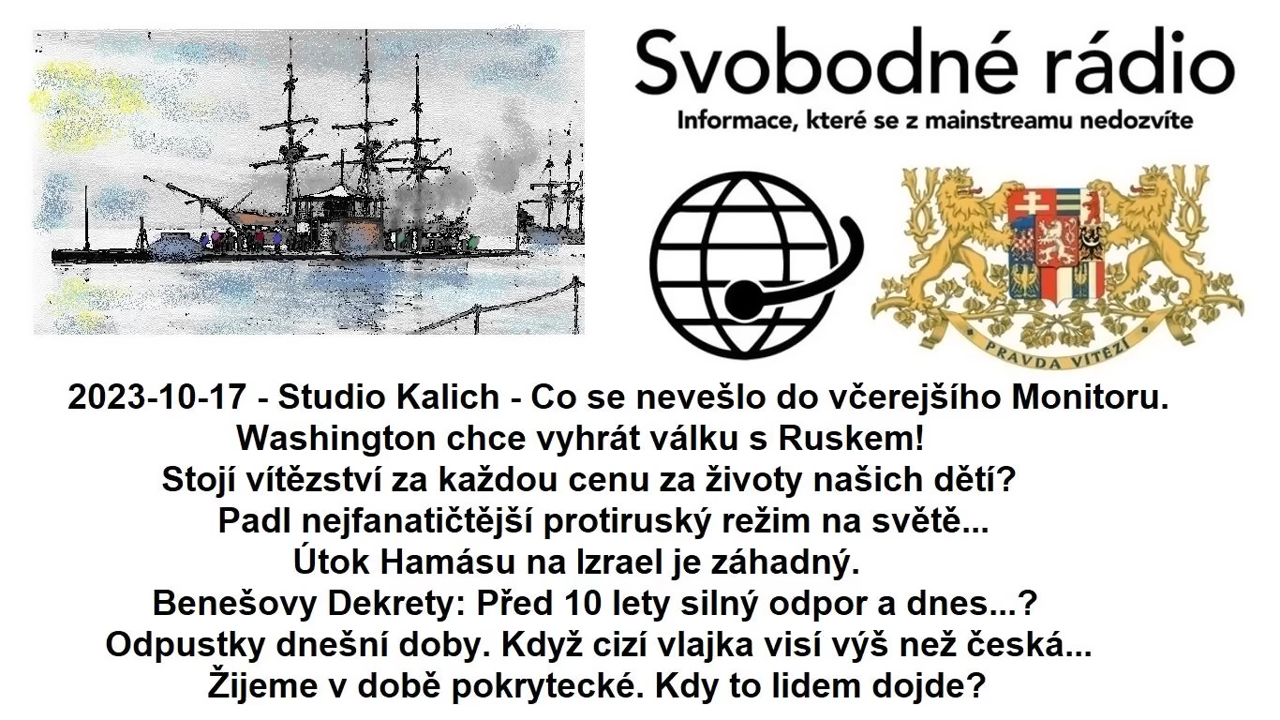 Svobodné rádio
Informace, které se z mainstreamu nedozvíte
PRAVDA VÍTĚZÍ
2023-10-17 - Studio Kalich - Co se nevešlo do včerejšího Monitoru.
Washington chce vyhrát válku s Ruskem!
Stojí vítězství za každou cenu za životy našich dětí?
Padl nejfanatičtější protiruský režim na světě...
Útok Hamásu na Izrael je záhadný.
Benešovy Dekrety: Před 10 lety silný odpor a dnes...?
Odpustky dnešní doby. Když cizí vlajka visí výš než česká...
Žijeme v době pokrytecké. Kdy to lidem dojde?